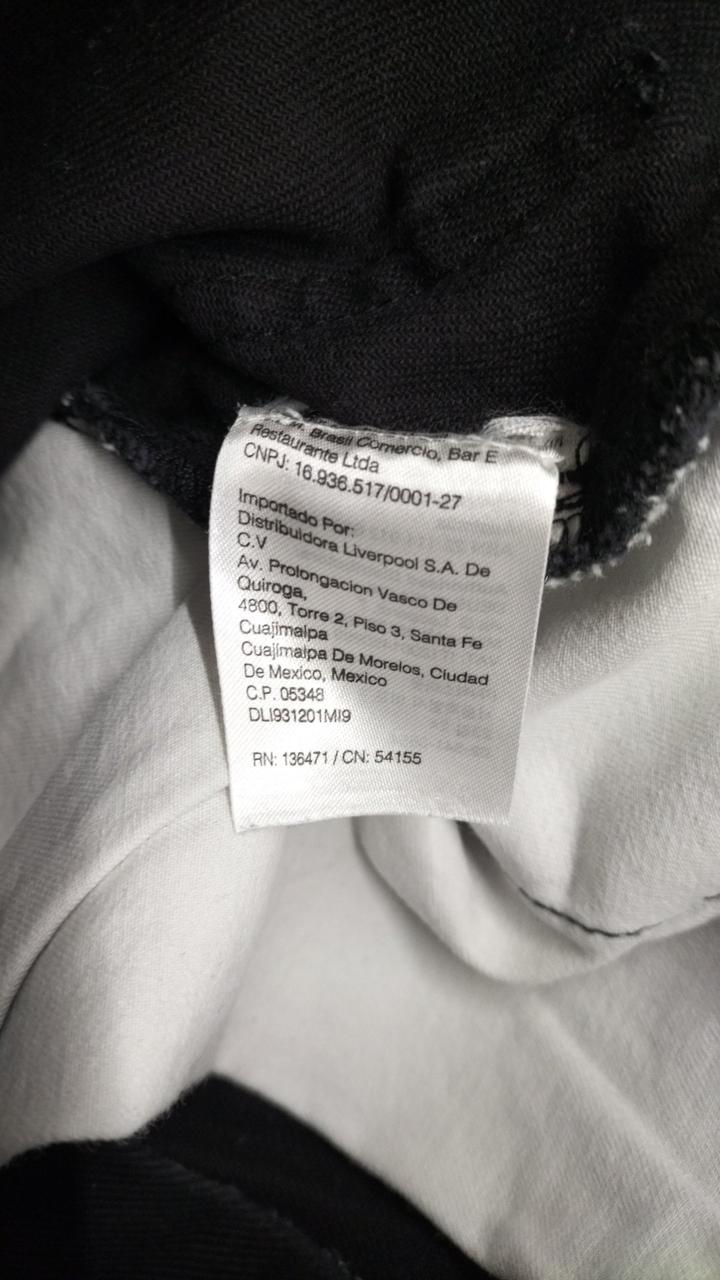 Brasil Comercio, Bar E
Restaurante Ltda
CNPJ: 16.936.517/0001-27
Importado Por:
Distribuidora Liverpool S.A. De
C.V
Av. Prolongacion Vasco De
Quiroga,
4800, Torre 2, Piso 3, Santa Fe
Cuajimalpa
Cuajimalpa De Morelos, Ciudad
De Mexico, Mexico
C.P. 05348
DLI931201MI9
RN: 136471 / CN: 54155